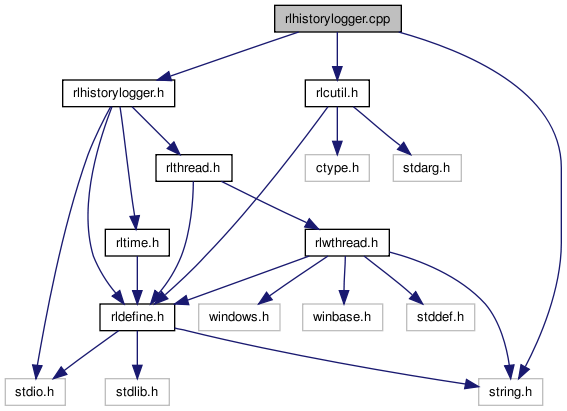 rlhistorylogger.cpp
rlhistorylogger.h
rlcutil.h
rlthread.h
ctype.h
stdarg.h
rltime.h
rlwthread.h
rldefine.h
windows.h
winbase.h
stddef.h
stdio.h
stdlib.h
string.h